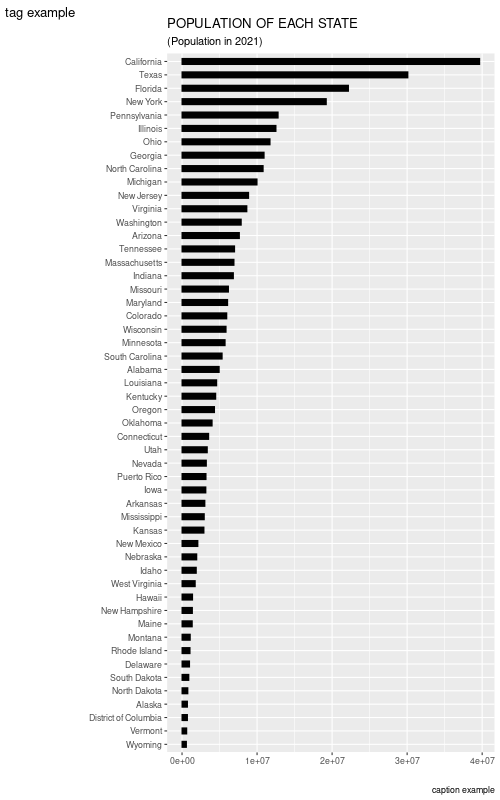 tag example
POPULATION OF EACH STATE
(Population in 2021)
California
Texas
Florida
New York
Pennsylvania
Illinois
Ohio
Georgia
North Carolina
Michigan
New Jersey
Virginia
Washington
Arizona
Tennessee
Massachusetts
Indiana
Missouri
Maryland
Colorado
Wisconsin
Minnesota
South Carolina
Alabama
Louisiana
Kentucky
Oregon
Oklahoma
Connecticut
Utah
Nevada
Puerto Rico
Iowa
Arkansas
Mississippi
Kansas
New Mexico
Nebraska
Idaho
West Virginia
Hawaii
New Hampshire
Maine
Montana
Rhode Island
Delaware
South Dakota
North Dakota
Alaska
District of Columbia
Vermont
Wyoming
0e+00 1e+07 2e+07 3e+07 4e+07
caption example